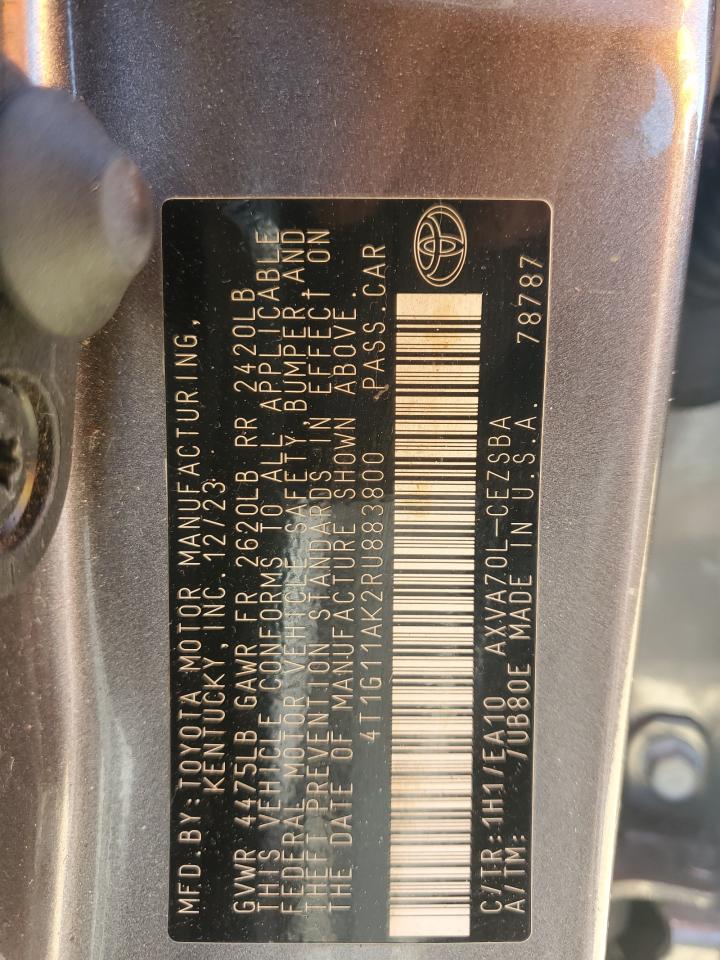 MFD.BY:TOYOTA MOTOR MANUFACTURING,
KENTUCKY, INC. 12/23
GVWR 4475LB GAWR FR 2620LB RR 2420LB
THIS VEHICLE CONFORMS TO ALL APPLICABLE
FEDERAL MOTOR VEHICLE SAFETY, BUMPER, AND
THEFT PREVENTION STANDARDS IN EFFECT ON
THE DATE OF MANUFACTURE SHOWN ABOVE.
4T1G11AK2RU883800 PASS.CAR
C/TR:1H1/EA10 AXVA70L-CEZSBA
A/TM: /UB80E MADE IN U.S.A. 78787